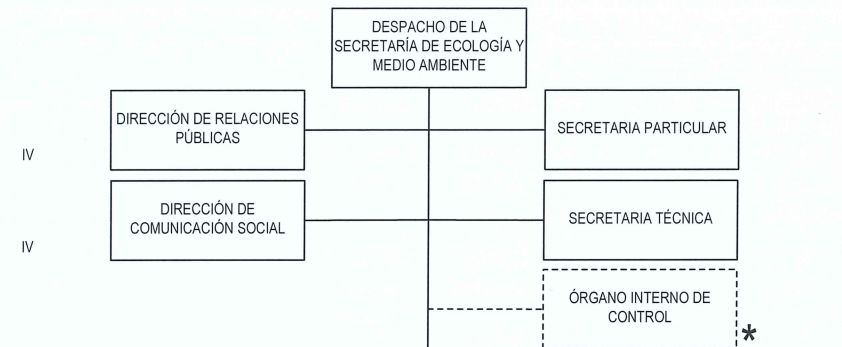 DESPACHO DE LA
SECRETARÍA DE ECOLOGÍA Y
MEDIO AMBIENTE
DIRECCIÓN DE RELACIONES
PÚBLICAS
SECRETARIA PARTICULAR
IV
DIRECCIÓN DE
COMUNICACIÓN SOCIAL
SECRETARIA TÉCNICA
IV
ÓRGANO INTERNO DE
CONTROL
*